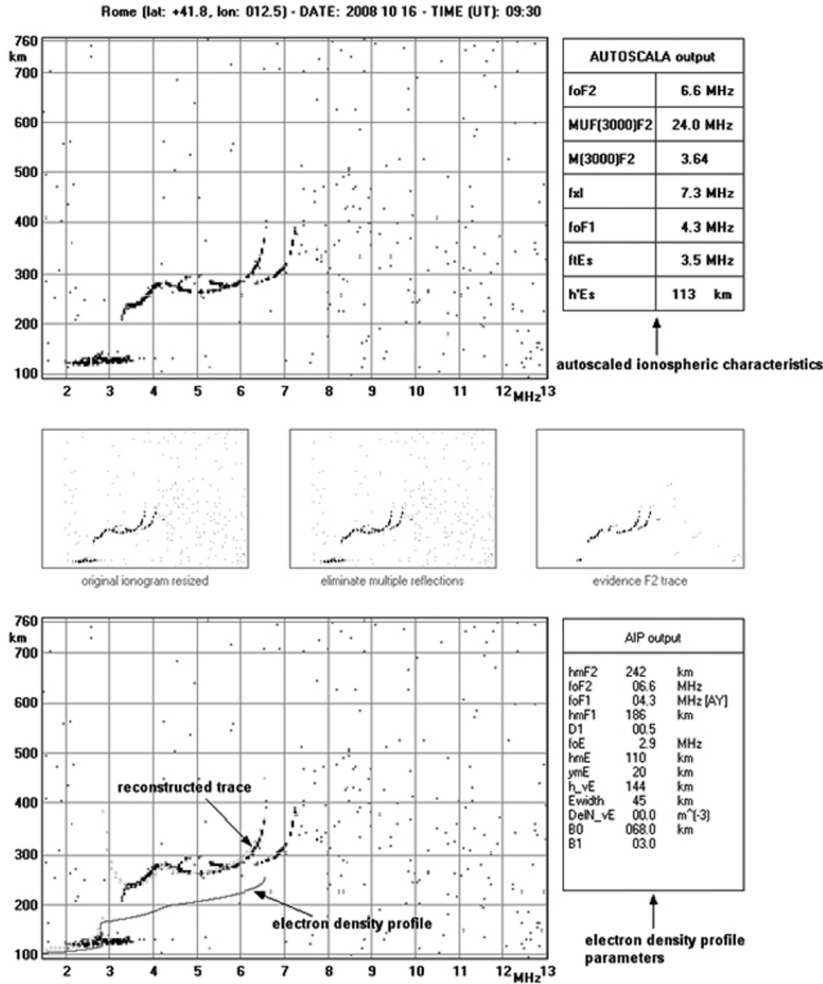 Rome (lat: +41.8, lon: 012.5) - DATE: 2008 10 16 - TIME (UT): 09:30
760
km
700
600
500
400
300
200
100
2 3 4 5 6 7 8 9 10 11 12 MHz 13
AUTOSCALA output
foF2 6.6 MHz
MUF(3000)F2 24.0 MHz
M(3000)F2 3.64
fxI 7.3 MHz
foF1 4.3 MHz
ftEs 3.5 MHz
h'Es 113 km
autoscaled ionospheric characteristics
original ionogram resized
eliminate multiple reflections
evidence F2 trace
760
km
700
600
500
400
300
200
100
2 3 4 5 6 7 8 9 10 11 12 MHz 13
reconstructed trace
electron density profile
AIP output
hmF2 242 km
foF2 06.6 MHz
foF1 04.3 MHz [AY]
hmF1 186 km
D1 00.5
foE 2.9 MHz
hmE 110 km
ymE 20 km
h_vE 144 km
Ewidth 45 km
DelN_vE 00.0 m^(-3)
B0 068.0 km
B1 03.0
electron density profile
parameters